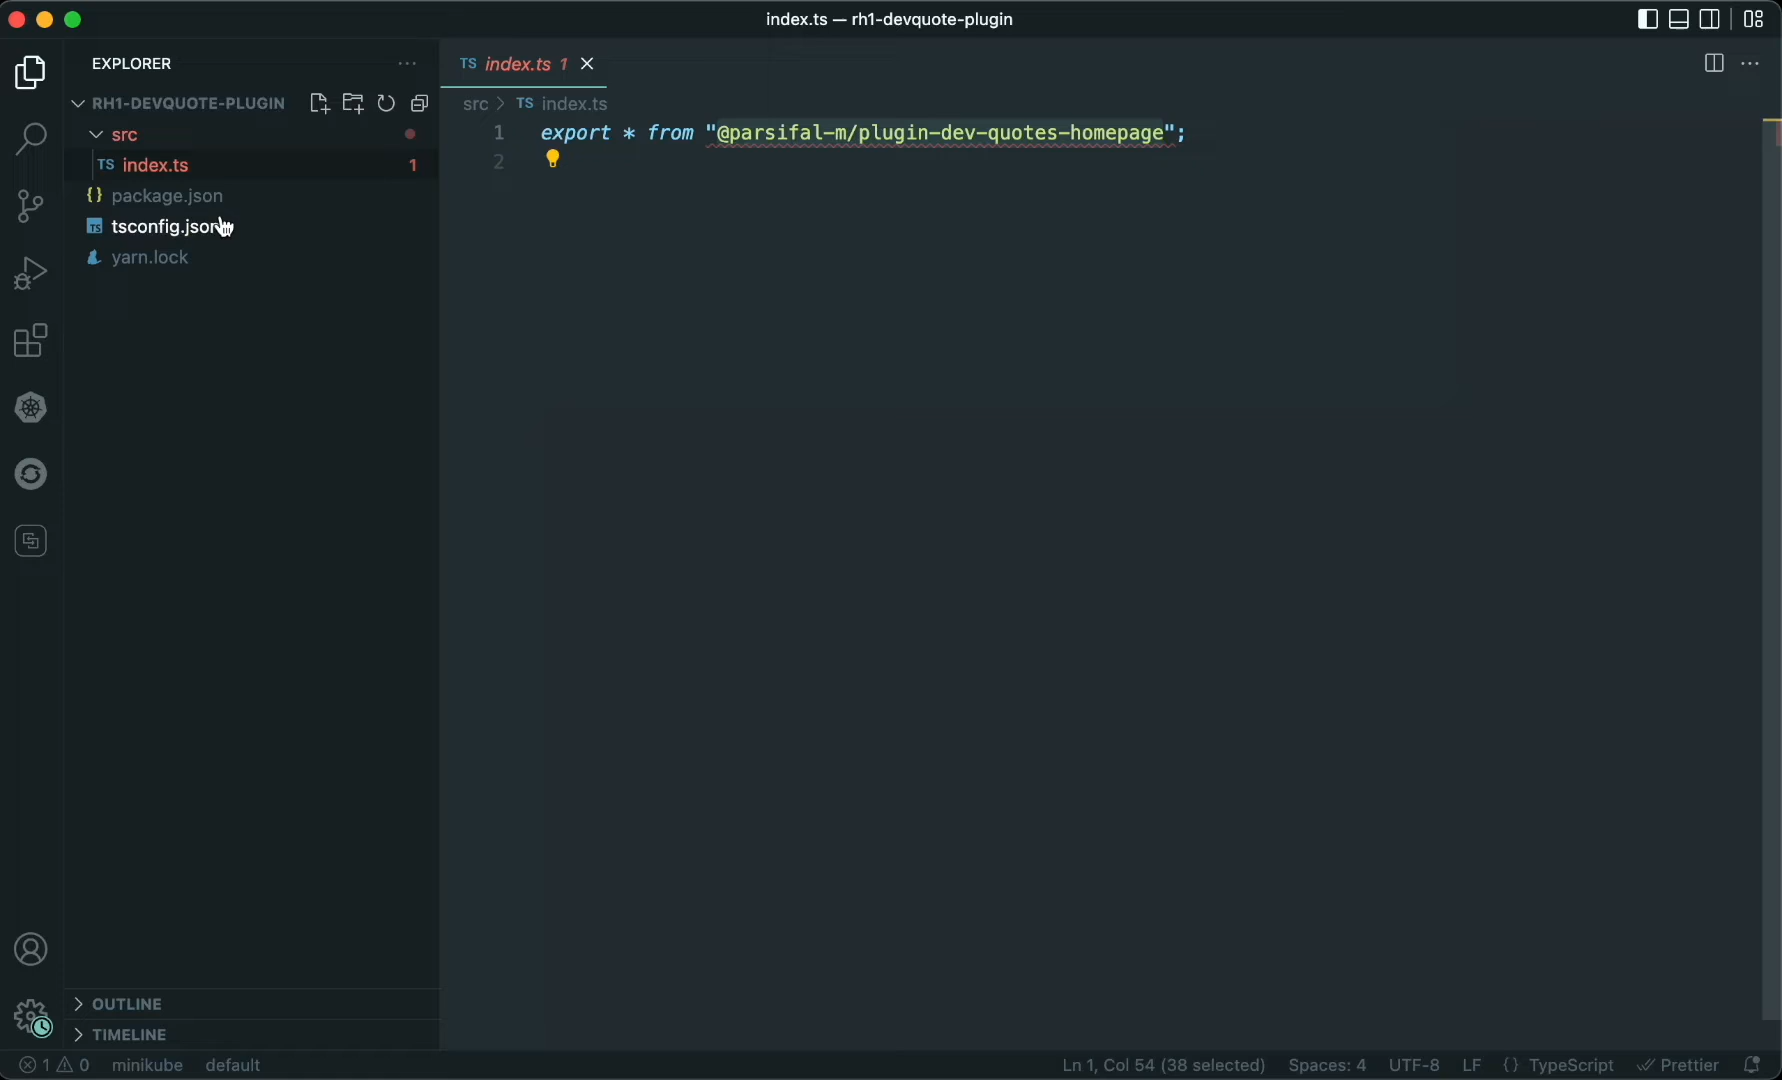 index.ts — rh1-devquote-plugin
EXPLORER
RH1-DEVQUOTE-PLUGIN
src
TS index.ts 1
{} package.json
TS tsconfig.json
yarn.lock
OUTLINE
TIMELINE
TS index.ts 1
src > TS index.ts
1 export * from "@parsifal-m/plugin-dev-quotes-homepage";
2
1 0 minikube default
Ln 1, Col 54 (38 selected) Spaces: 4 UTF-8 LF {} TypeScript Prettier